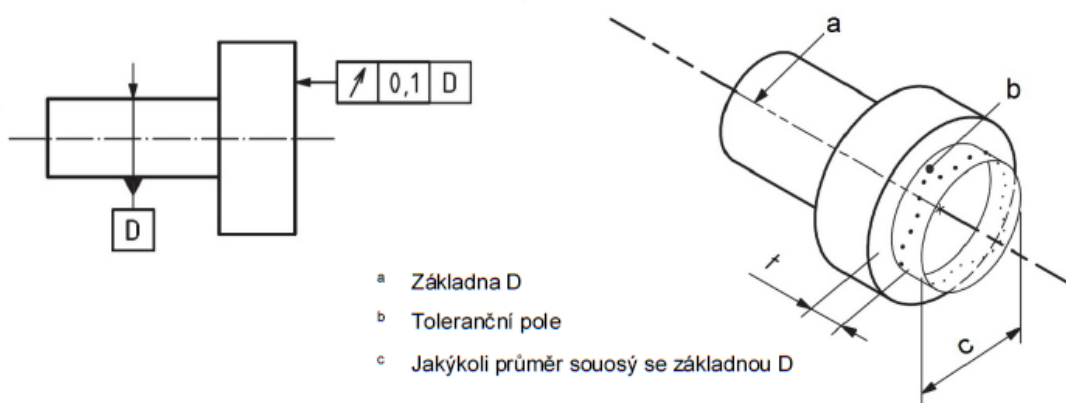 0,1 D
D
a
b
t
c
a Základna D
b Toleranční pole
c Jakýkoli průměr souosý se základnou D